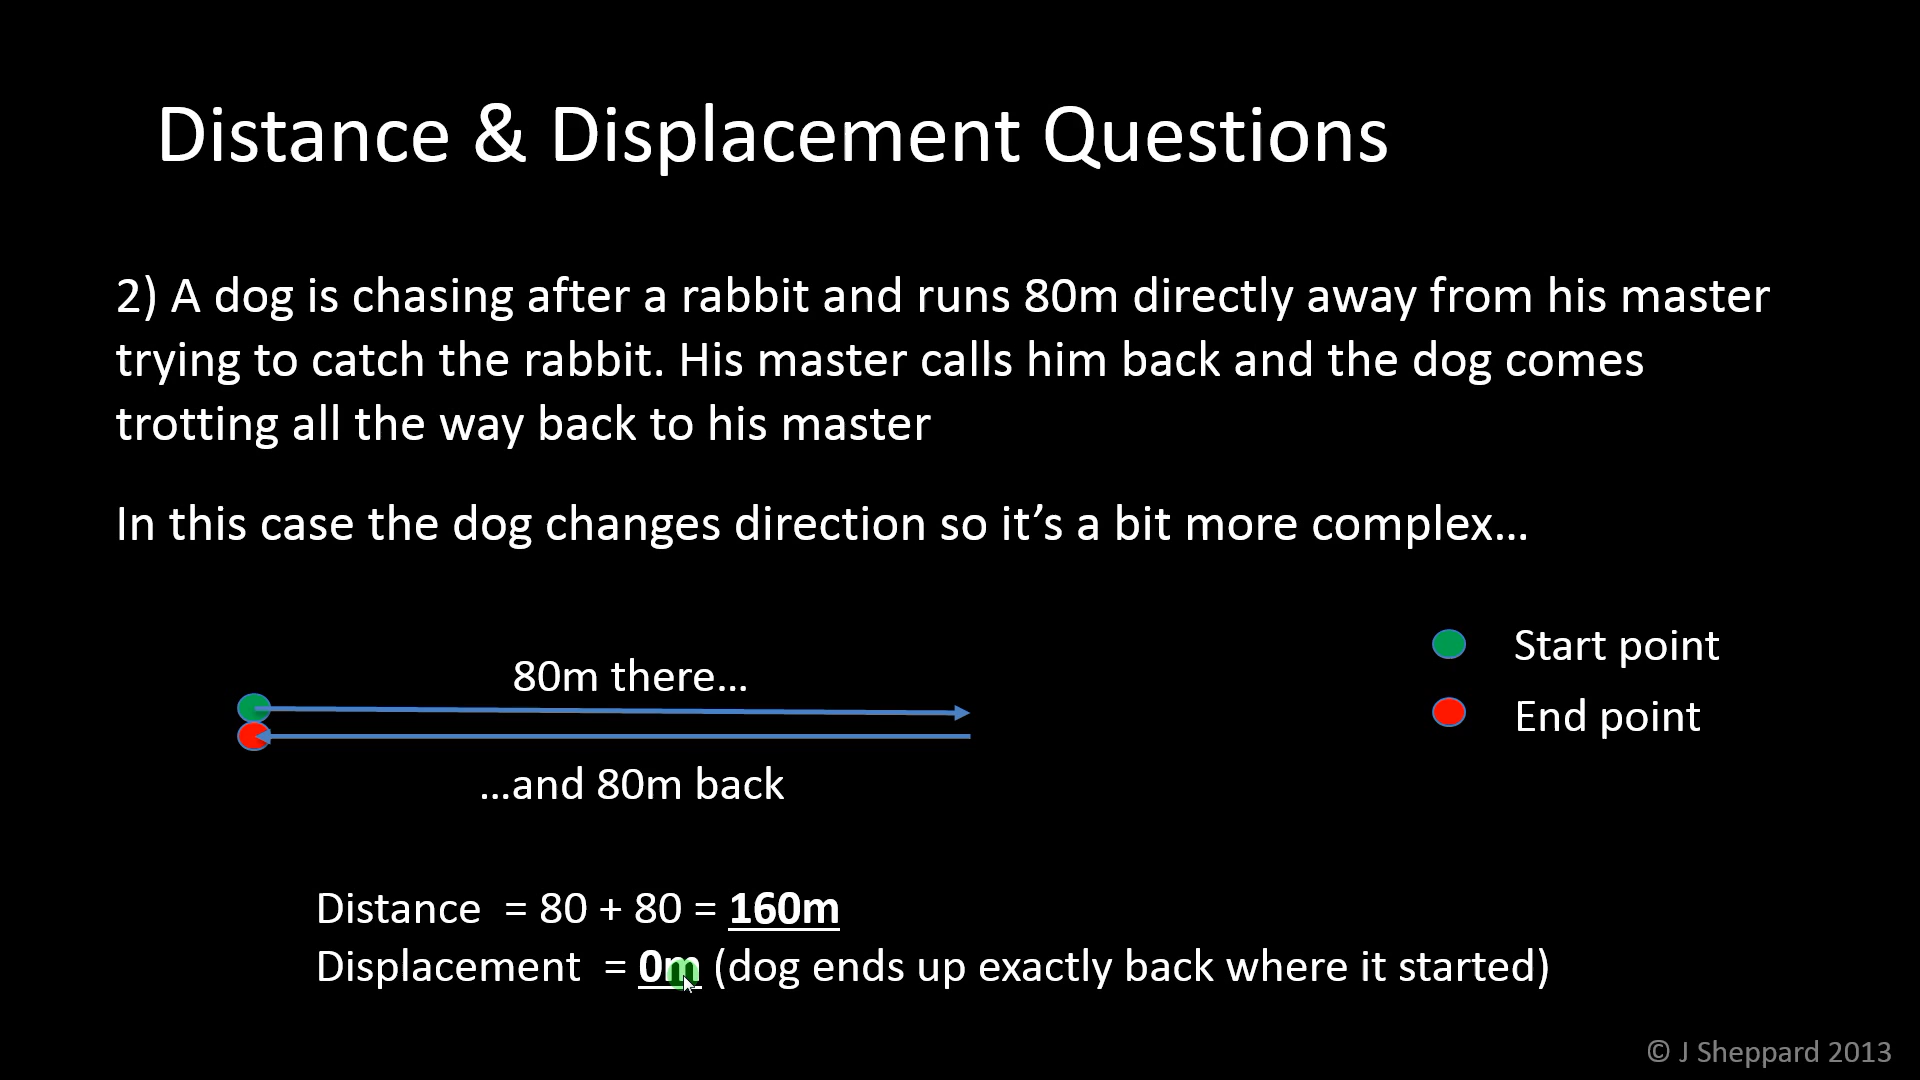 Distance & Displacement Questions
2) A dog is chasing after a rabbit and runs 80m directly away from his master
trying to catch the rabbit. His master calls him back and the dog comes
trotting all the way back to his master
In this case the dog changes direction so it’s a bit more complex…
80m there…
…and 80m back
Start point
End point
Distance = 80 + 80 = 160m
Displacement = 0m (dog ends up exactly back where it started)
© J Sheppard 2013